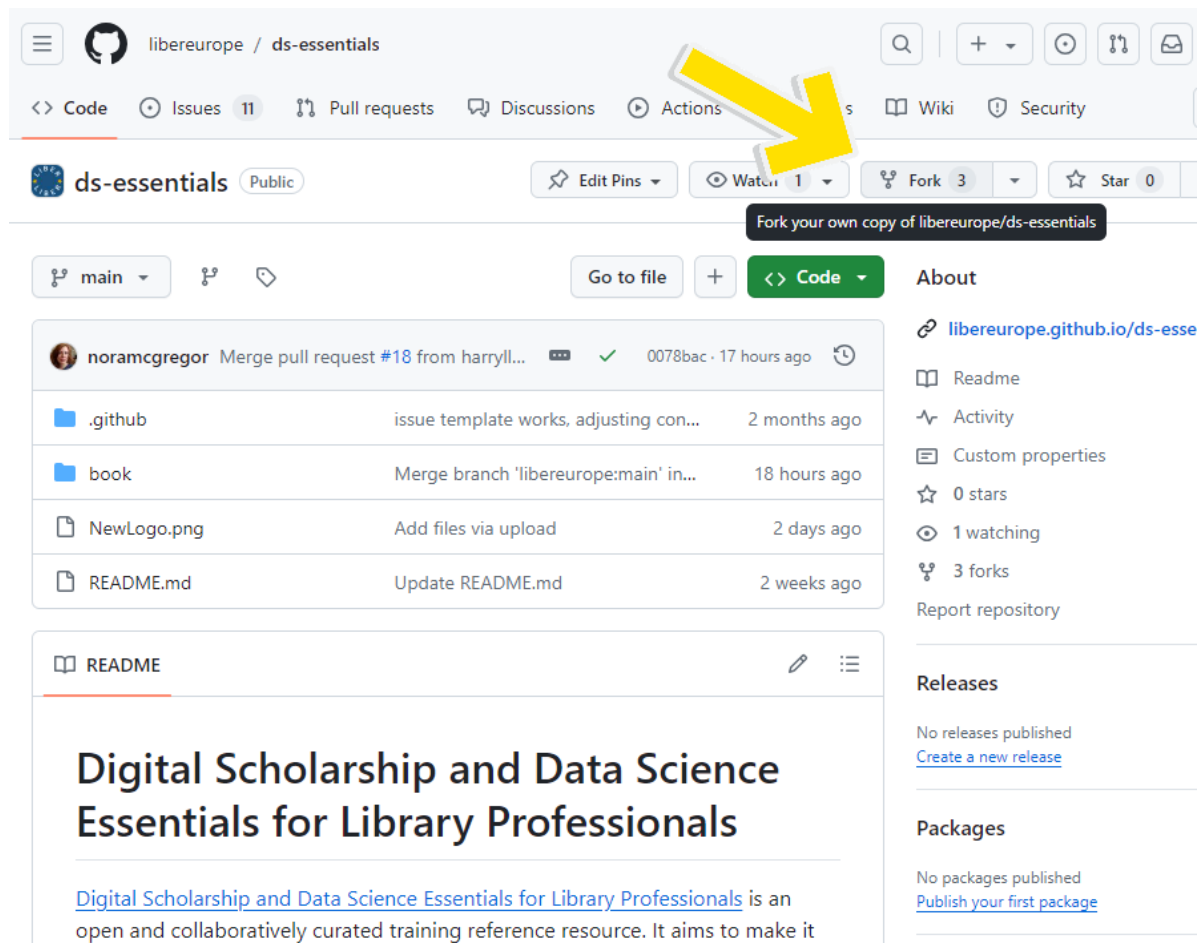 libereurope / ds-essentials
Code Issues 11 Pull requests Discussions Actions s Wiki Security
ds-essentials Public Edit Pins Watch 1 Fork 3 Star 0
Fork your own copy of libereurope/ds-essentials
main Go to file + Code About
libereurope.github.io/ds-esse
noramcgregor Merge pull request #18 from harryll... 0078bac · 17 hours ago
Readme
.github issue template works, adjusting con... 2 months ago
Activity
Custom properties
book Merge branch 'libereurope:main' in... 18 hours ago
0 stars
NewLogo.png Add files via upload 2 days ago
1 watching
3 forks
README.md Update README.md 2 weeks ago
Report repository
README
Releases
No releases published
Create a new release
Digital Scholarship and Data Science
Essentials for Library Professionals
Packages
No packages published
Publish your first package
Digital Scholarship and Data Science Essentials for Library Professionals is an
open and collaboratively curated training reference resource. It aims to make it